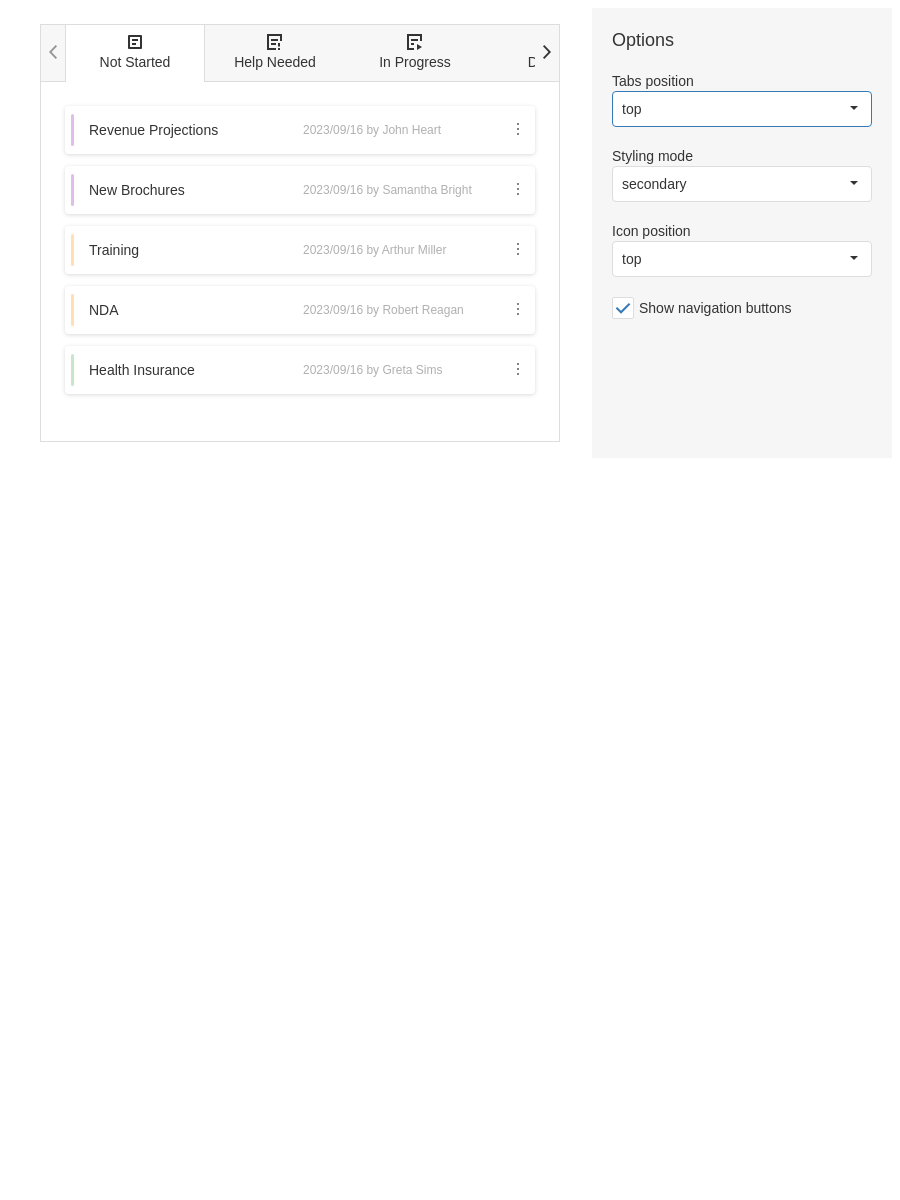 Not Started
Help Needed
In Progress
Revenue Projections 2023/09/16 by John Heart
New Brochures 2023/09/16 by Samantha Bright
Training 2023/09/16 by Arthur Miller
NDA 2023/09/16 by Robert Reagan
Health Insurance 2023/09/16 by Greta Sims
Options
Tabs position
top
Styling mode
secondary
Icon position
top
Show navigation buttons